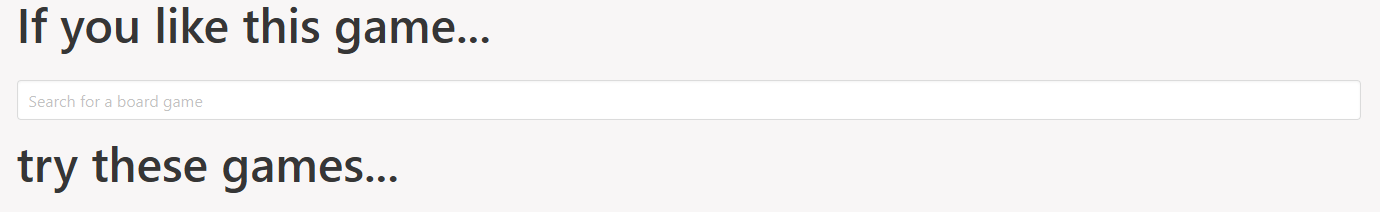 If you like this game...
Search for a board game
try these games...